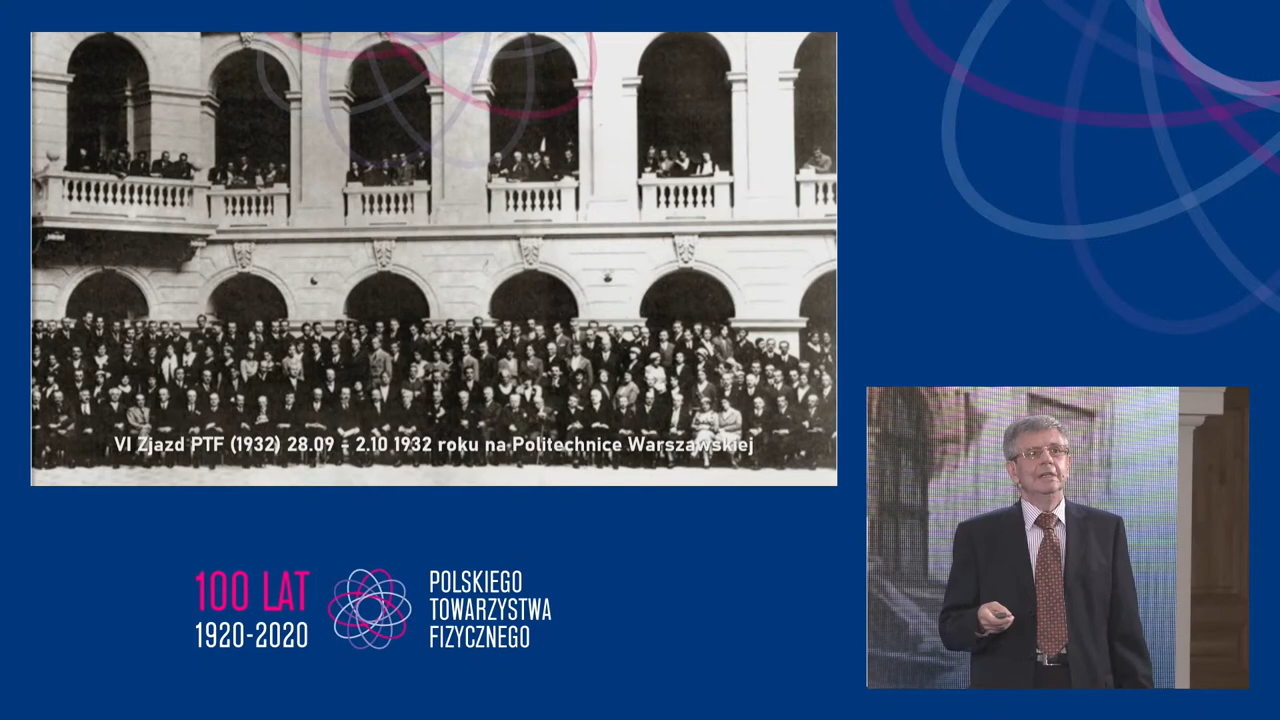 VI Zjazd PTF (1932) 28.09 – 2.10 1932 roku na Politechnice Warszawskiej
100 LAT
1920-2020
POLSKIEGO
TOWARZYSTWA
FIZYCZNEGO